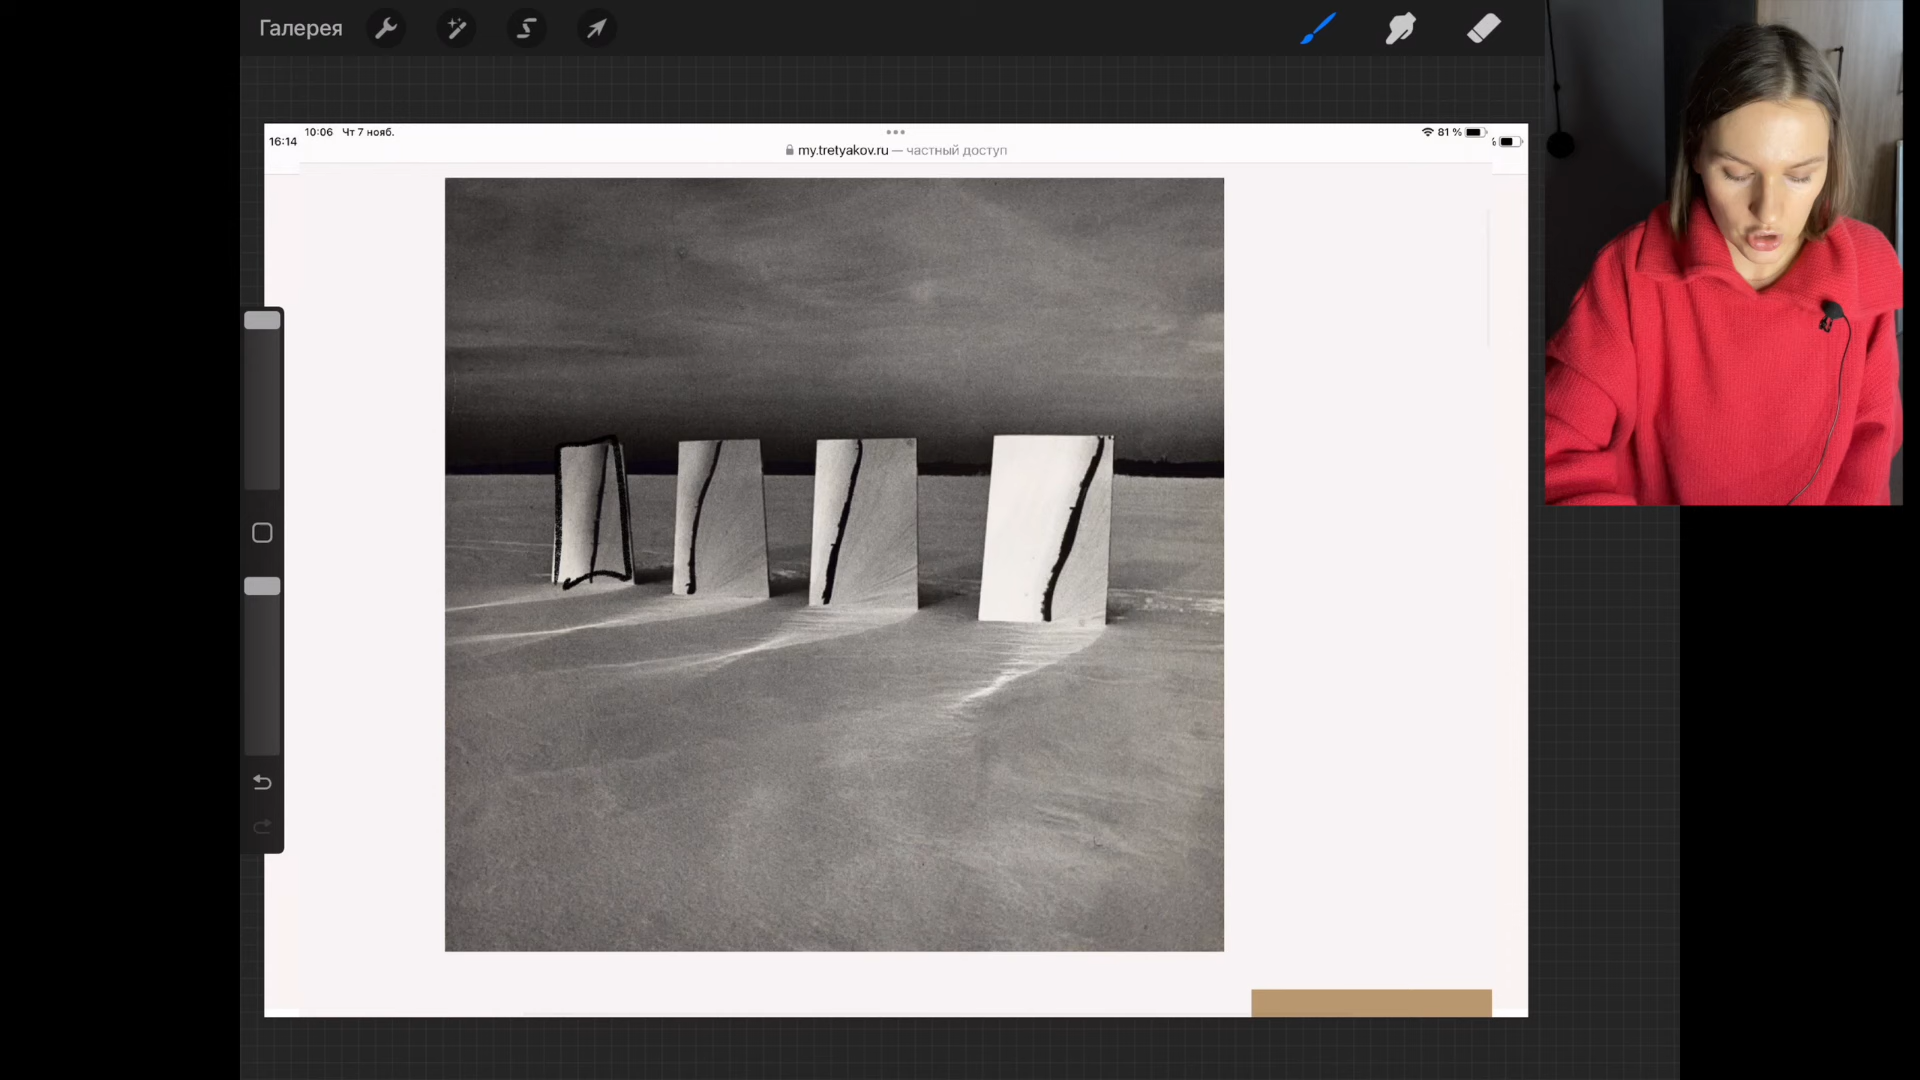 Галерея
10:06 Чт 7 нояб.
81 %
16:14
my.tretyakov.ru — частный доступ